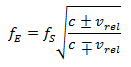 f_E = f_S √((c ± v_rel)/(c ∓ v_rel))